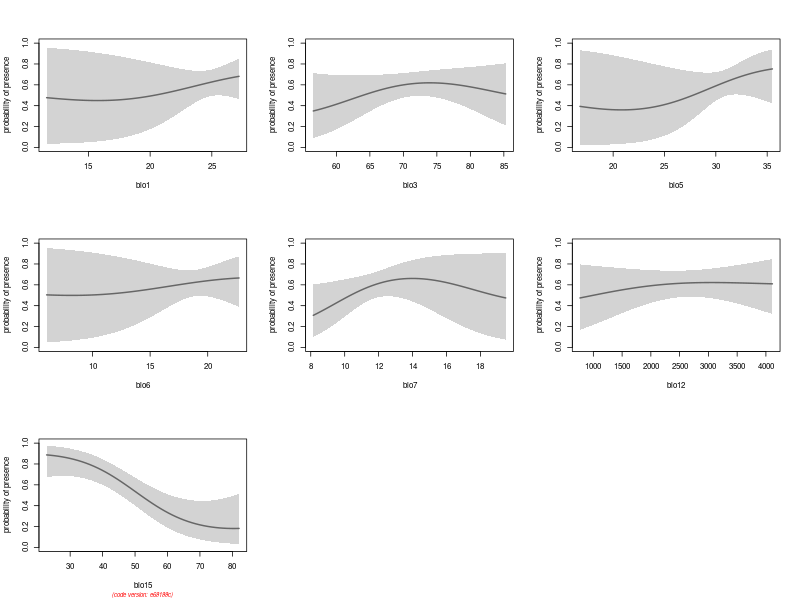 probability of presence
0.0 0.2 0.4 0.6 0.8 1.0
15 20 25
bio1
probability of presence
0.0 0.2 0.4 0.6 0.8 1.0
60 65 70 75 80 85
bio3
probability of presence
0.0 0.2 0.4 0.6 0.8 1.0
20 25 30 35
bio5
probability of presence
0.0 0.2 0.4 0.6 0.8 1.0
10 15 20
bio6
probability of presence
0.0 0.2 0.4 0.6 0.8 1.0
8 10 12 14 16 18
bio7
probability of presence
0.0 0.2 0.4 0.6 0.8 1.0
1000 1500 2000 2500 3000 3500 4000
bio12
probability of presence
0.0 0.2 0.4 0.6 0.8 1.0
30 40 50 60 70 80
bio15
(code version: